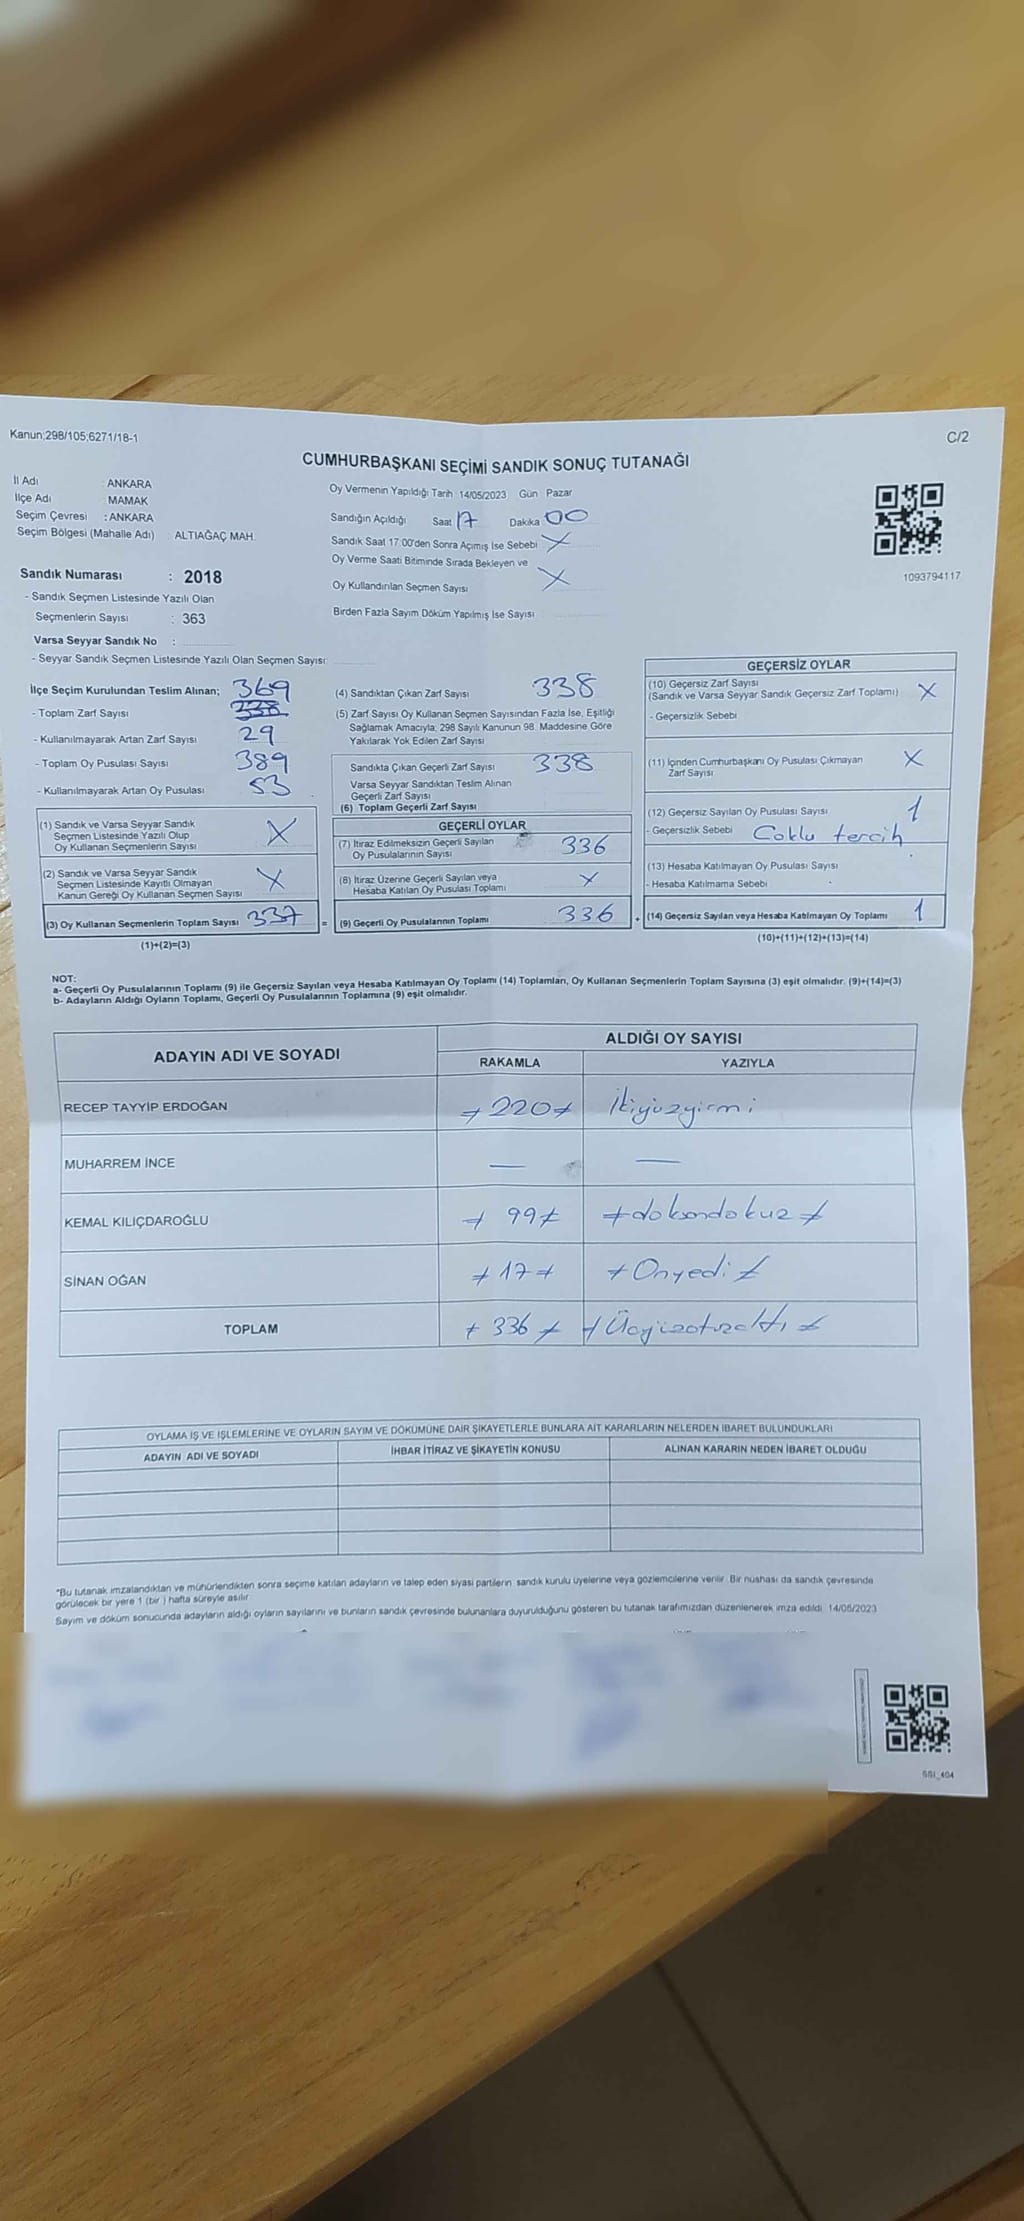 Kanun;298/105;6271/18-1
C/2
CUMHURBAŞKANI SEÇİMİ SANDIK SONUÇ TUTANAĞI
İl Adı : ANKARA
İlçe Adı : MAMAK
Seçim Çevresi : ANKARA
Seçim Bölgesi (Mahalle Adı) : ALTIAĞAÇ MAH.
Sandık Numarası : 2018
- Sandık Seçmen Listesinde Yazılı Olan
Seçmenlerin Sayısı : 363
Varsa Seyyar Sandık No :
- Seyyar Sandık Seçmen Listesinde Yazılı Olan Seçmen Sayısı:
Oy Vermenin Yapıldığı Tarih 14/05/2023 Gün Pazar
Sandığın Açıldığı Saat 17 Dakika 00
Sandık Saat 17:00'den Sonra Açımış İse Sebebi X
Oy Verme Saati Bitiminde Sırada Bekleyen ve
Oy Kullandırılan Seçmen Sayısı X
Birden Fazla Sayım Döküm Yapılmış İse Sayısı
1093794117
İlçe Seçim Kurulundan Teslim Alınan; 369
- Toplam Zarf Sayısı 338
- Kullanılmayarak Artan Zarf Sayısı 29
- Toplam Oy Pusulası Sayısı 389
- Kullanılmayarak Artan Oy Pusulası 53
(1) Sandık ve Varsa Seyyar Sandık
Seçmen Listesinde Yazılı Olup
Oy Kullanan Seçmenlerin Sayısı X
(2) Sandık ve Varsa Seyyar Sandık
Seçmen Listesinde Kayıtlı Olmayan
Kanun Gereği Oy Kullanan Seçmen Sayısı X
(3) Oy Kullanan Seçmenlerin Toplam Sayısı 337 =
(1)+(2)=(3)
(4) Sandıktan Çıkan Zarf Sayısı 338
(5) Zarf Sayısı Oy Kullanan Seçmen Sayısından Fazla İse, Eşitliği
Sağlamak Amacıyla, 298 Sayılı Kanunun 98. Maddesine Göre
Yakılarak Yok Edilen Zarf Sayısı
Sandıkta Çıkan Geçerli Zarf Sayısı 338
Varsa Seyyar Sandıktan Teslim Alınan
Geçerli Zarf Sayısı
(6) Toplam Geçerli Zarf Sayısı
GEÇERLİ OYLAR
(7) İtiraz Edilmeksizin Geçerli Sayılan
Oy Pusulalarının Sayısı 336
(8) İtiraz Üzerine Geçerli Sayılan veya
Hesaba Katılan Oy Pusulası Toplamı X
(9) Geçerli Oy Pusulalarının Toplamı 336 +
GEÇERSİZ OYLAR
(10) Geçersiz Zarf Sayısı
(Sandık ve Varsa Seyyar Sandık Geçersiz Zarf Toplamı) X
- Geçersizlik Sebebi
(11) İçinden Cumhurbaşkanı Oy Pusulası Çıkmayan
Zarf Sayısı X
(12) Geçersiz Sayılan Oy Pusulası Sayısı 1
- Geçersizlik Sebebi Çoklu tercih
(13) Hesaba Katılmayan Oy Pusulası Sayısı
- Hesaba Katılmama Sebebi
(14) Geçersiz Sayılan veya Hesaba Katılmayan Oy Toplamı 1
(10)+(11)+(12)+(13)=(14)
NOT:
a- Geçerli Oy Pusulalarının Toplamı (9) ile Geçersiz Sayılan veya Hesaba Katılmayan Oy Toplamı (14) Toplamları, Oy Kullanan Seçmenlerin Toplam Sayısına (3) eşit olmalıdır. (9)+(14)=(3)
b- Adayların Aldığı Oyların Toplamı, Geçerli Oy Pusulalarının Toplamına (9) eşit olmalıdır.
ADAYIN ADI VE SOYADI ALDIĞI OY SAYISI
RAKAMLA YAZIYLA
RECEP TAYYİP ERDOĞAN 220 İkiyüzyirmi
MUHARREM İNCE — —
KEMAL KILIÇDAROĞLU 99 doksandokuz
SİNAN OĞAN 17 Onyedi
TOPLAM 336 Üçyüzotuzaltı
OYLAMA İŞ VE İŞLEMLERİNE VE OYLARIN SAYIM VE DÖKÜMÜNE DAİR ŞİKAYETLERLE BUNLARA AİT KARARLARIN NELERDEN İBARET BULUNDUKLARI
ADAYIN ADI VE SOYADI İHBAR İTİRAZ VE ŞİKAYETİN KONUSU ALINAN KARARIN NEDEN İBARET OLDUĞU
*Bu tutanak imzalandıktan ve mühürlendikten sonra seçime katılan adayların ve talep eden siyasi partilerin sandık kurulu üyelerine veya gözlemcilerine verilir. Bir nüshası da sandık çevresinde
görülecek bir yere 1 (bir ) hafta süreyle asılır.
Sayım ve döküm sonucunda adayların aldığı oyların sayılarını ve bunların sandık çevresinde bulunanlara duyurulduğunu gösteren bu tutanak tarafımızdan düzenlenerek imza edildi. 14/05/2023
SSI_404